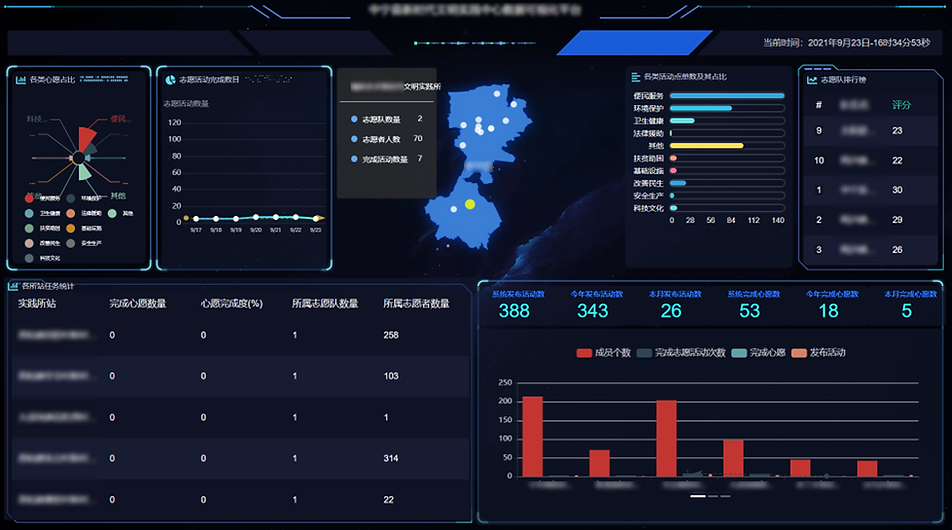 当前时间：2021年9月23日-16时34分53秒
各类心愿占比
科技...
便民...
其他
便民服务
环境保护
卫生健康
法律援助
其他
扶贫助困
基础设施
改善民生
安全生产
科技文化
志愿活动完成数目
志愿活动数量
120
100
80
60
40
20
0
9/17 9/18 9/19 9/20 9/21 9/22 9/23
文明实践所
志愿队数量 2
志愿者人数 70
完成活动数量 7
各类活动点单数及其占比
便民服务
环境保护
卫生健康
法律援助
其他
扶贫助困
基础设施
改善民生
安全生产
科技文化
0 28 56 84 112 140
志愿队排行榜
# 评分
9 23
10 22
1 30
2 29
3 26
各所站任务统计
实践所站 完成心愿数量 心愿完成度(%) 所属志愿队数量 所属志愿者数量
0 0 1 258
0 0 1 103
0 0 1 1
0 0 1 314
0 0 1 22
系统发布活动数 今年发布活动数 本月发布活动数 系统完成心愿数 今年完成心愿数 本月完成心愿数
388 343 26 53 18 5
成员个数 完成志愿活动次数 完成心愿 发布活动
250
200
150
100
50
0